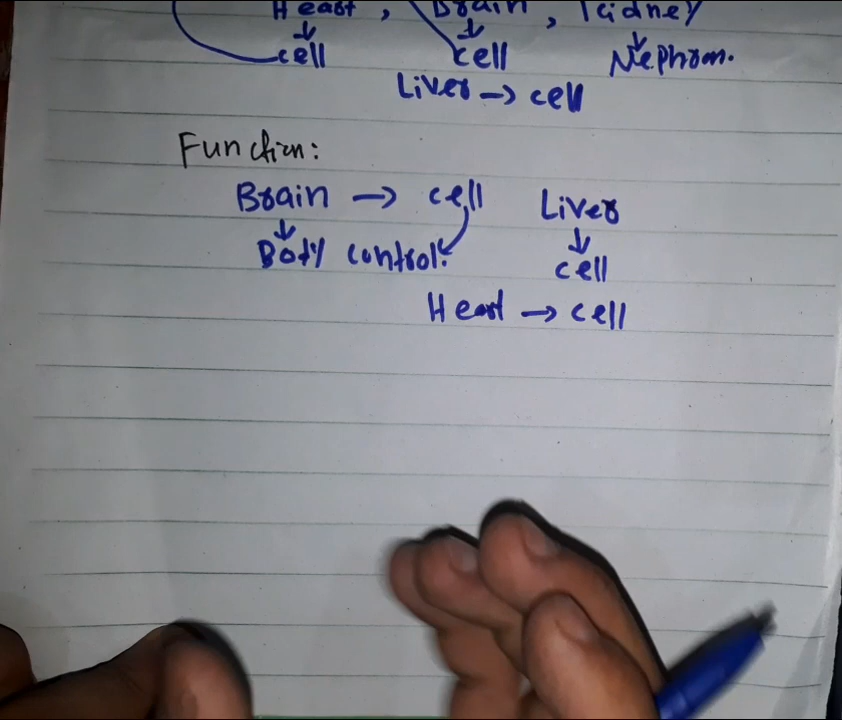 Heart, Brain, Kidney
↓ ↓ ↓
cell cell Nephron.
Liver → cell
Function:
Brain → cell Liver
↓ ↓
Body control. cell
Heart → cell